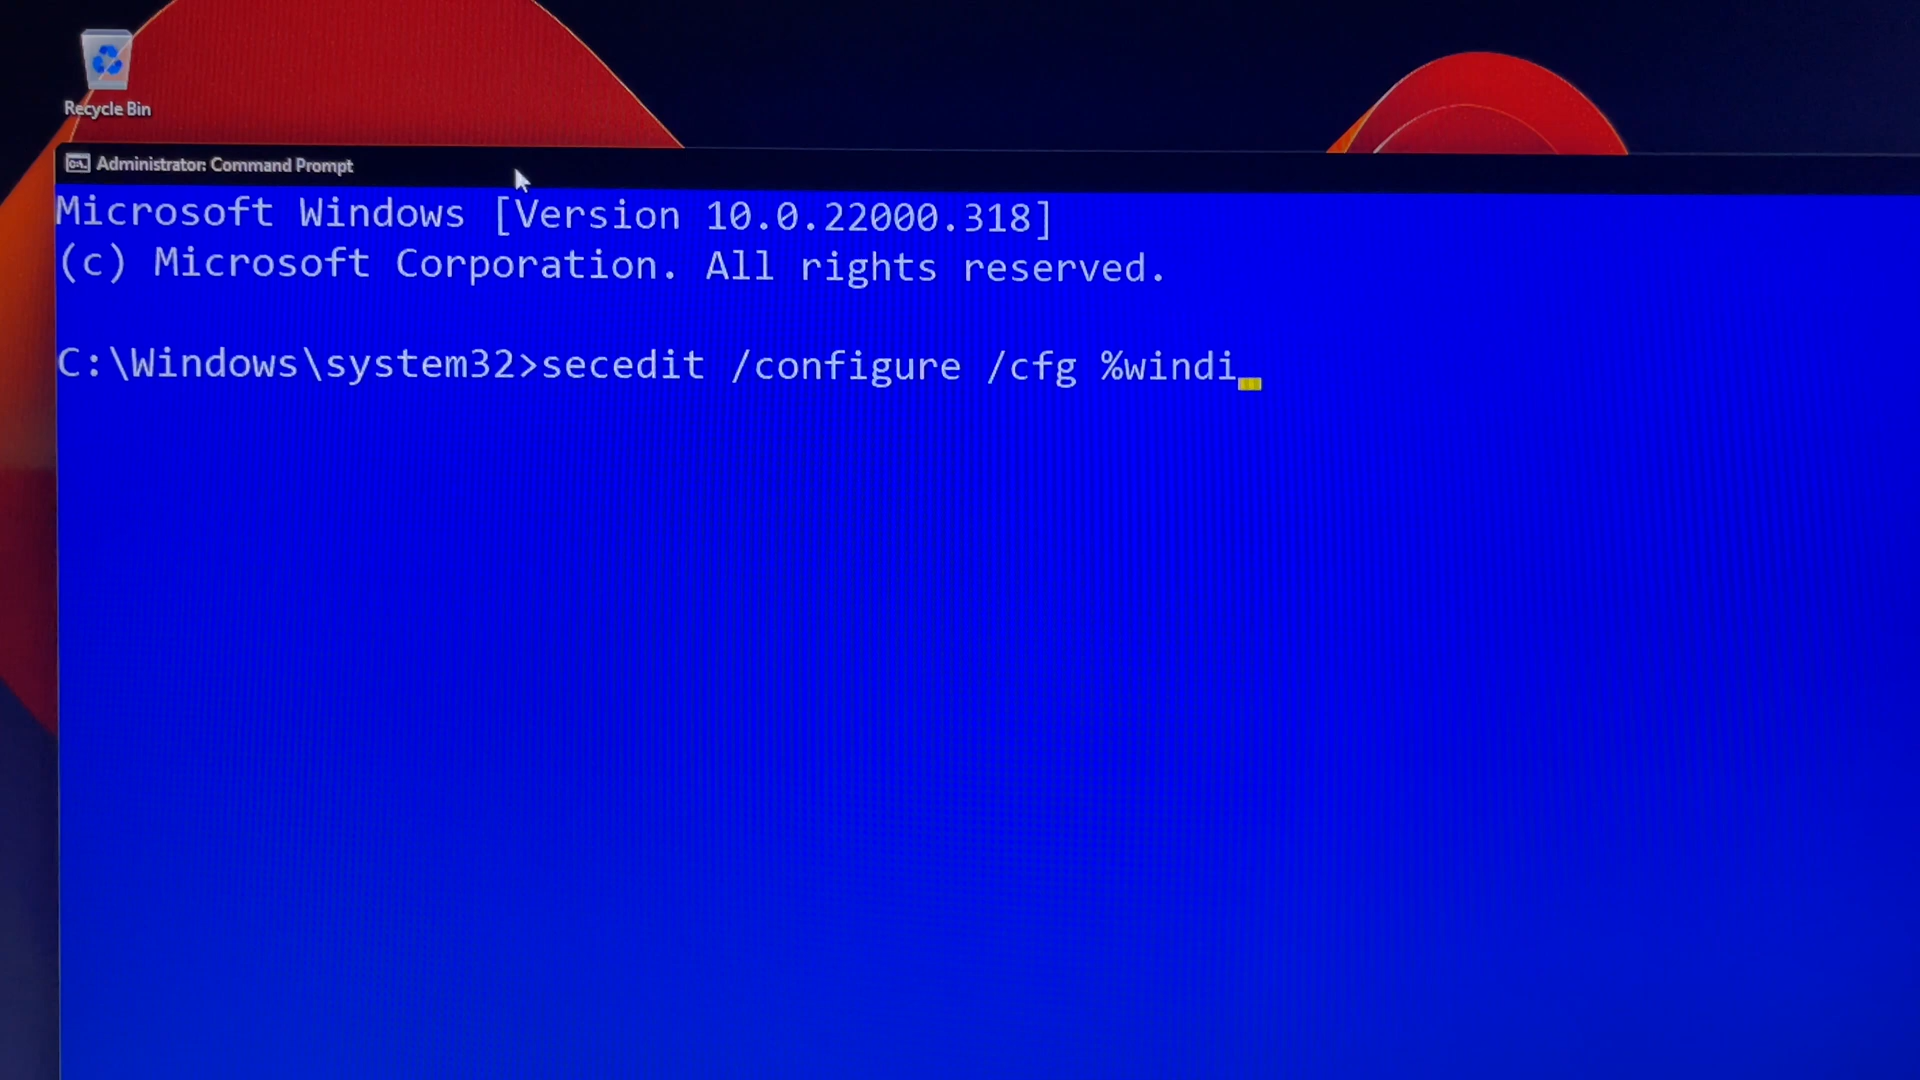 Recycle Bin
Administrator: Command Prompt
Microsoft Windows [Version 10.0.22000.318]
(c) Microsoft Corporation. All rights reserved.
C:\Windows\system32>secedit /configure /cfg %windi